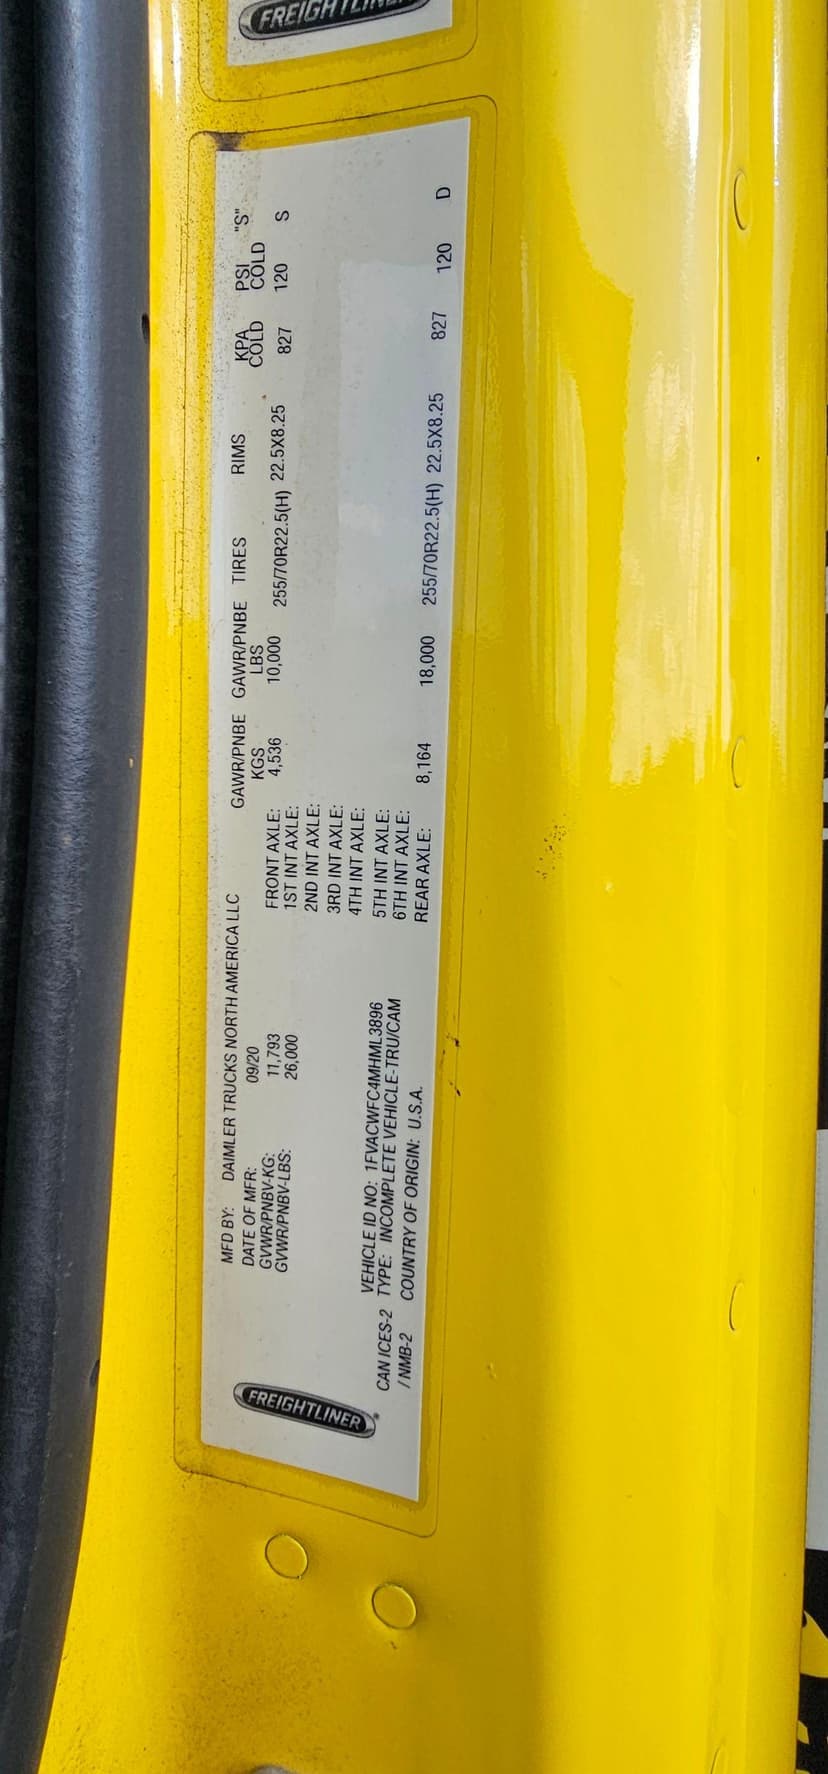 FREIGHTLINER
MFD BY: DAIMLER TRUCKS NORTH AMERICA LLC
DATE OF MFR: 09/20
GVWR/PNBV-KG: 11,793
GVWR/PNBV-LBS: 26,000
GAWR/PNBE GAWR/PNBE TIRES RIMS KPA PSI "S"
KGS LBS COLD COLD
FRONT AXLE: 4,536 10,000 255/70R22.5(H) 22.5X8.25 827 120 S
1ST INT AXLE:
2ND INT AXLE:
3RD INT AXLE:
4TH INT AXLE:
5TH INT AXLE:
6TH INT AXLE:
REAR AXLE: 8,164 18,000 255/70R22.5(H) 22.5X8.25 827 120 D
VEHICLE ID NO: 1FVACWFC4MHML3896
CAN ICES-2 TYPE: INCOMPLETE VEHICLE-TRU/CAM
/ NMB-2 COUNTRY OF ORIGIN: U.S.A.
FREIGHTLINER